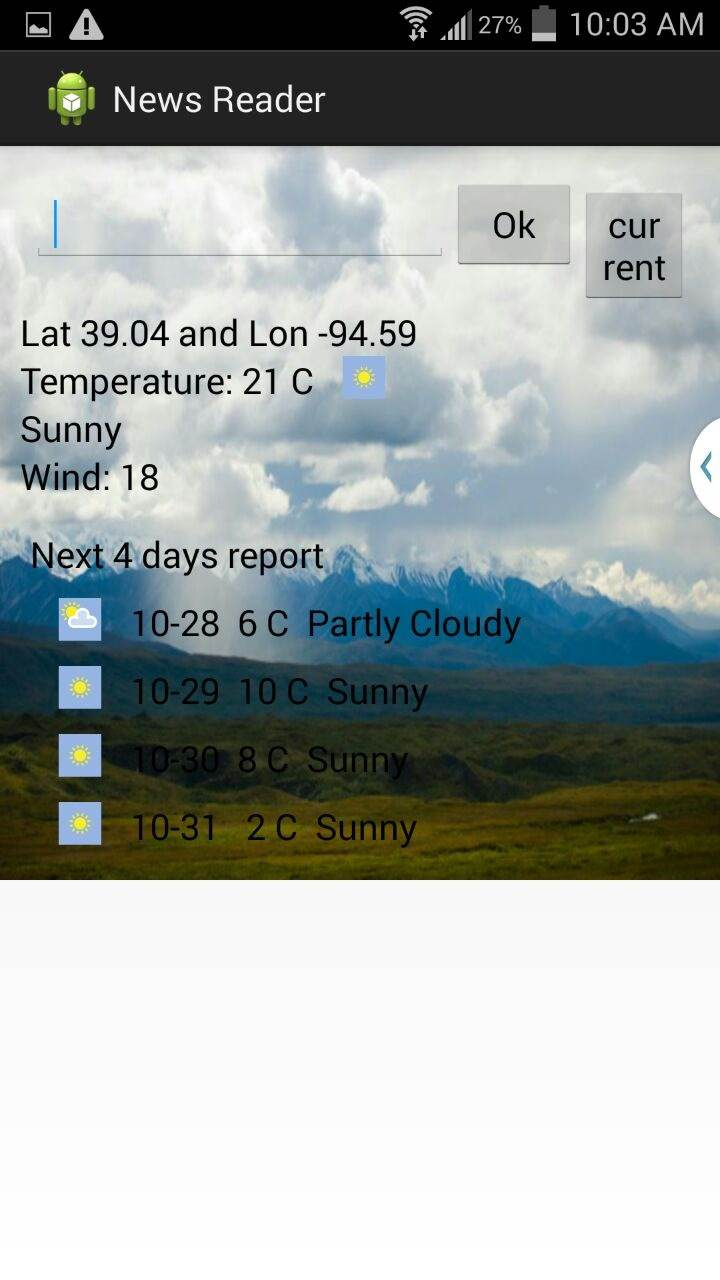 27% 10:03 AM
News Reader
Ok
cur
rent
Lat 39.04 and Lon -94.59
Temperature: 21 C
Sunny
Wind: 18
Next 4 days report
10-28 6 C Partly Cloudy
10-29 10 C Sunny
10-30 8 C Sunny
10-31 2 C Sunny